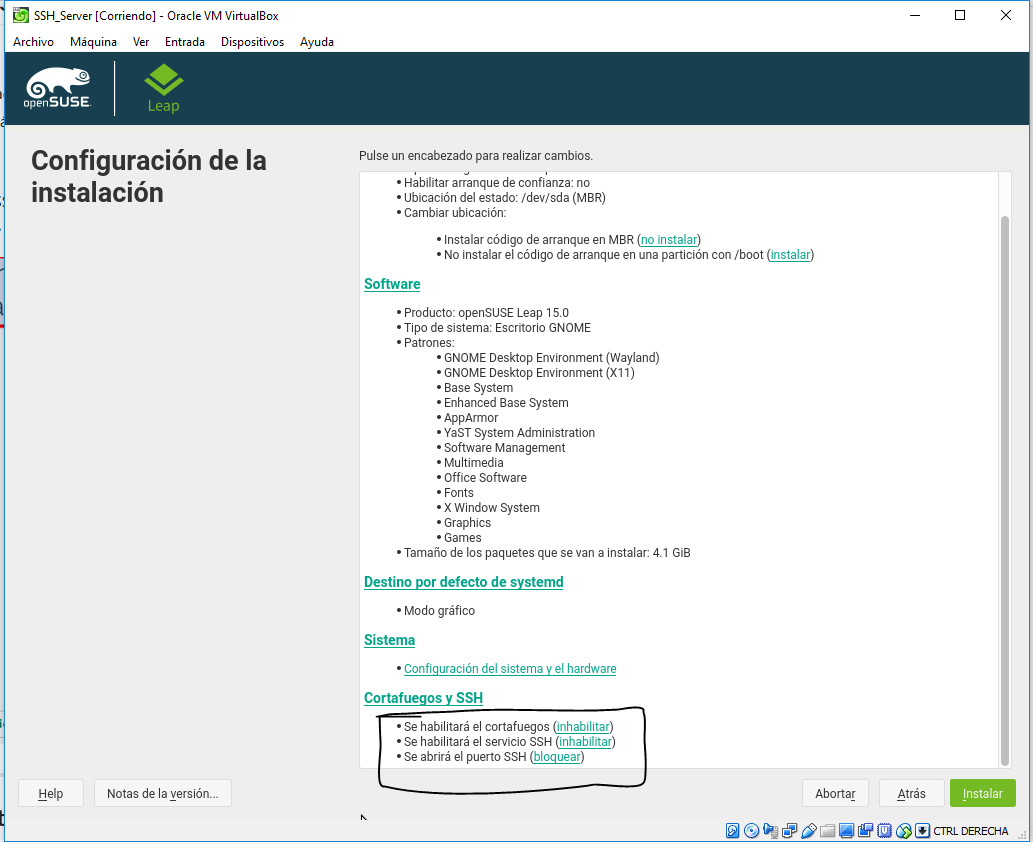 SSH_Server [Corriendo] - Oracle VM VirtualBox
Archivo Máquina Ver Entrada Dispositivos Ayuda
openSUSE
Leap
Configuración de la
instalación
Pulse un encabezado para realizar cambios.
• Habilitar arranque de confianza: no
• Ubicación del estado: /dev/sda (MBR)
• Cambiar ubicación:
• Instalar código de arranque en MBR (no instalar)
• No instalar el código de arranque en una partición con /boot (instalar)
Software
• Producto: openSUSE Leap 15.0
• Tipo de sistema: Escritorio GNOME
• Patrones:
• GNOME Desktop Environment (Wayland)
• GNOME Desktop Environment (X11)
• Base System
• Enhanced Base System
• AppArmor
• YaST System Administration
• Software Management
• Multimedia
• Office Software
• Fonts
• X Window System
• Graphics
• Games
• Tamaño de los paquetes que se van a instalar: 4.1 GiB
Destino por defecto de systemd
• Modo gráfico
Sistema
• Configuración del sistema y el hardware
Cortafuegos y SSH
• Se habilitará el cortafuegos (inhabilitar)
• Se habilitará el servicio SSH (inhabilitar)
• Se abrirá el puerto SSH (bloquear)
Help Notas de la versión... Abortar Atrás Instalar
CTRL DERECHA